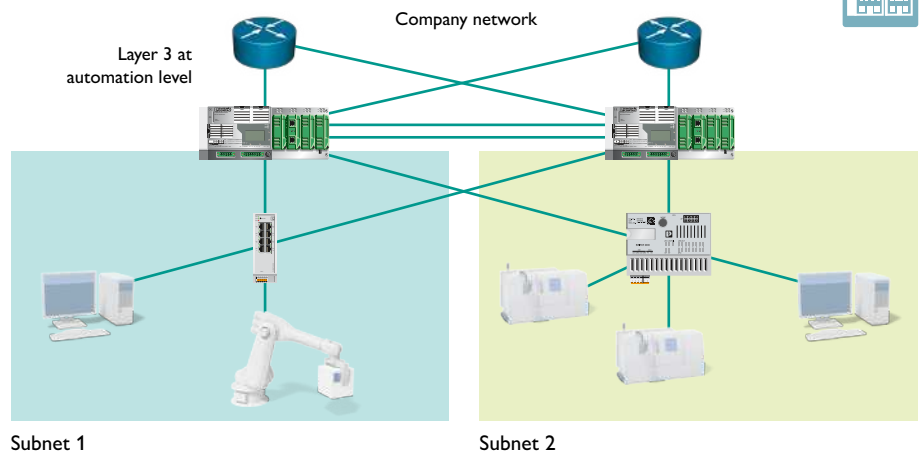 Company network
Layer 3 at
automation level
Subnet 1
Subnet 2